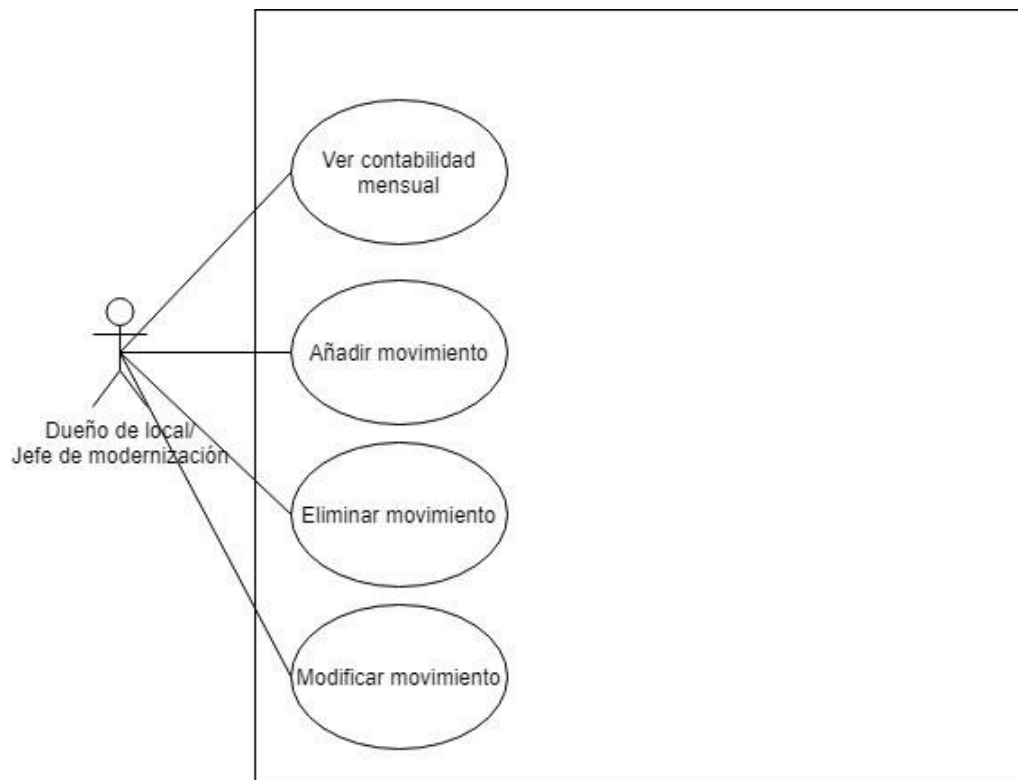 Ver contabilidad
mensual
Añadir movimiento
Dueño de local/
Jefe de modernización
Eliminar movimiento
Modificar movimiento